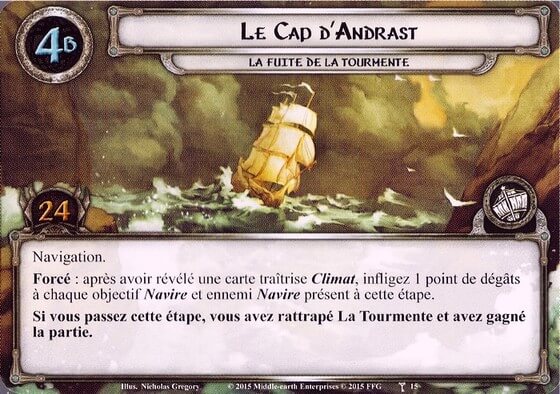 4B
LE CAP D'ANDRAST
LA FUITE DE LA TOURMENTE
24
Navigation.
Forcé : après avoir révélé une carte traîtrise Climat, infligez 1 point de dégâts
à chaque objectif Navire et ennemi Navire présent à cette étape.
Si vous passez cette étape, vous avez rattrapé La Tourmente et avez gagné
la partie.
Illus. Nicholas Gregory © 2015 Middle-earth Enterprises © 2015 FFG 15